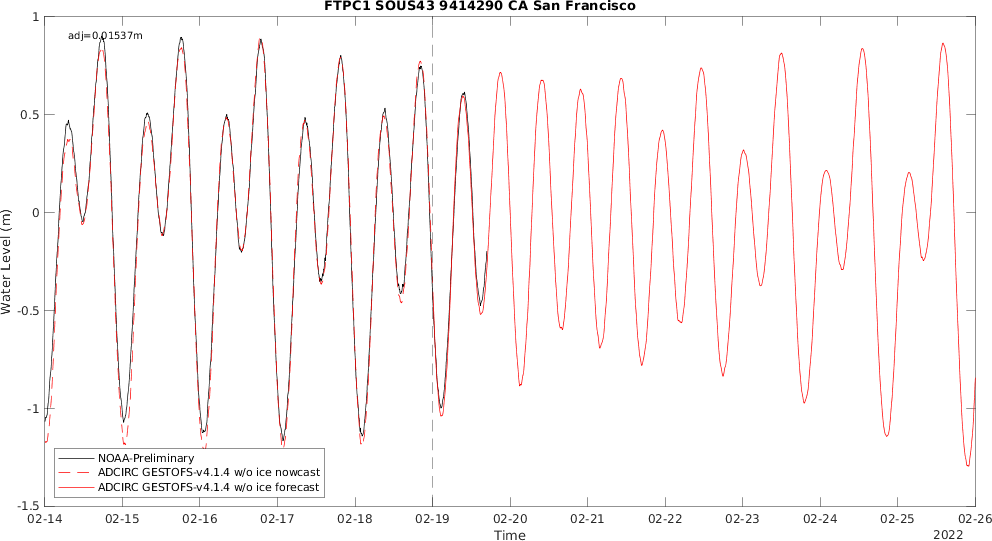 FTPC1 SOUS43 9414290 CA San Francisco
adj=0.01537m
1
0.5
0
-0.5
-1
-1.5
Water Level (m)
NOAA-Preliminary
ADCIRC GESTOFS-v4.1.4 w/o ice nowcast
ADCIRC GESTOFS-v4.1.4 w/o ice forecast
02-14 02-15 02-16 02-17 02-18 02-19 02-20 02-21 02-22 02-23 02-24 02-25 02-26
Time
2022